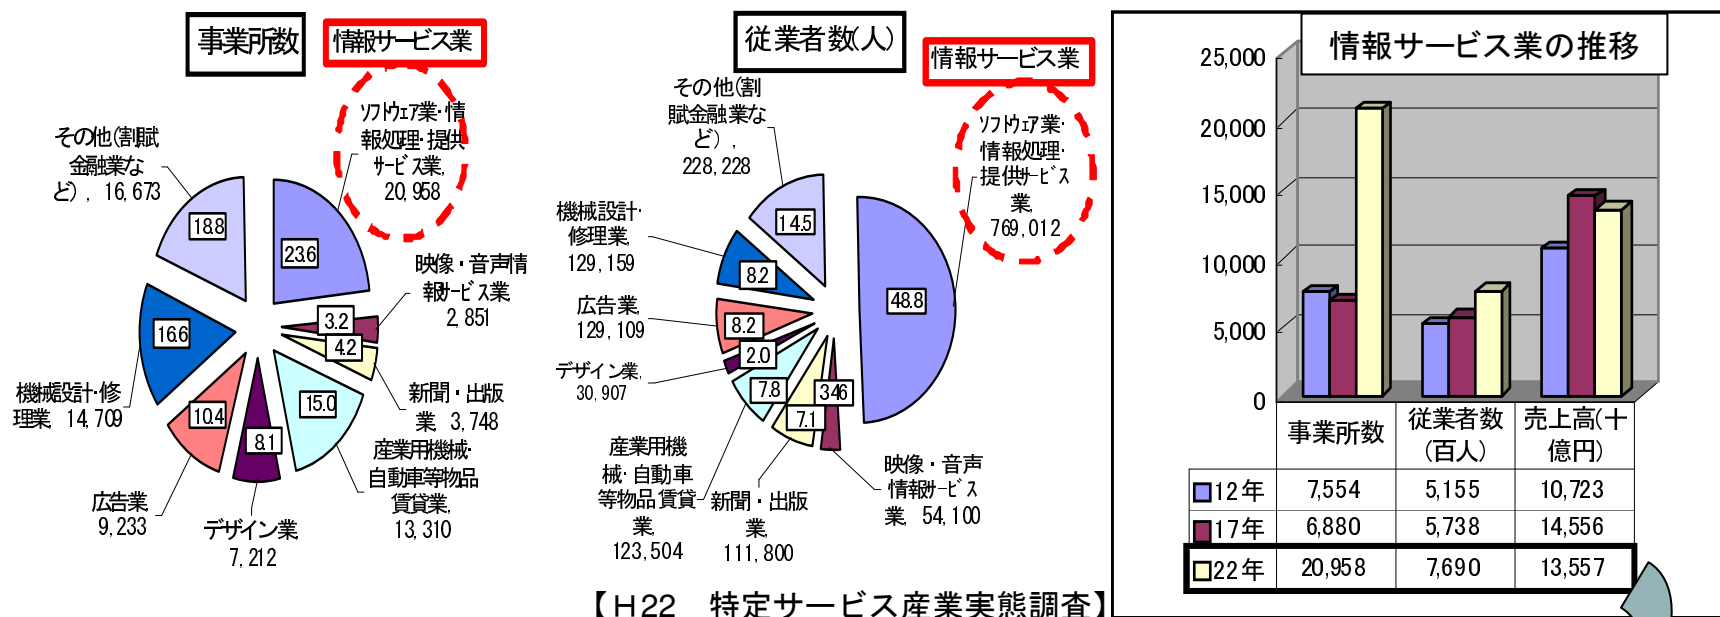 事業所数
情報サービス業
ソフトウェア業・情
報処理・提供
サービス業,
20,958
23.6
映像・音声情
報サービス業,
2,851
3.2
新聞・出版
業, 3,748
4.2
産業用機械・
自動車等物品
賃貸業,
13,310
15.0
デザイン業,
7,212
8.1
広告業,
9,233
10.4
機械設計・修
理業, 14,709
16.6
その他(割賦
金融業な
ど), 16,673
18.8
従業者数(人)
情報サービス業
ソフトウェア業・
情報処理・
提供サービス
業,
769,012
48.8
映像・音声
情報サービス
業, 54,100
346
新聞・出版
業,
111,800
7.1
産業用機
械・自動車
等物品賃貸
業,
123,504
7.8
デザイン業,
30,907
2.0
広告業,
129,109
8.2
機械設計・
修理業,
129,159
8.2
その他(割
賦金融業な
ど),
228,228
14.5
【H22 特定サービス産業実態調査】
情報サービス業の推移
25,000
20,000
15,000
10,000
5,000
0
事業所数 従業者数(百人) 売上高(十億円)
12年 7,554 5,155 10,723
17年 6,880 5,738 14,556
22年 20,958 7,690 13,557